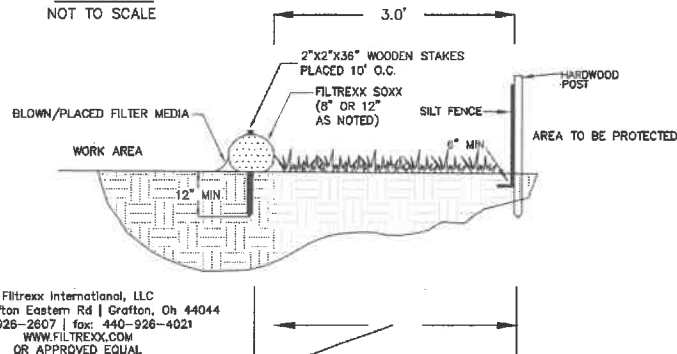 NOT TO SCALE
3.0'
2"X2"X36" WOODEN STAKES
PLACED 10' O.C.
FILTREXX SOXX
(8" OR 12"
AS NOTED)
HARDWOOD
POST
BLOWN/PLACED FILTER MEDIA
SILT FENCE
AREA TO BE PROTECTED
WORK AREA
6" MIN
12" MIN
Filtrexx International, LLC
Eastern Rd | Grafton, Oh 44044
926-2607 | fax: 440-926-4021
WWW.FILTREXX.COM
OR APPROVED EQUAL